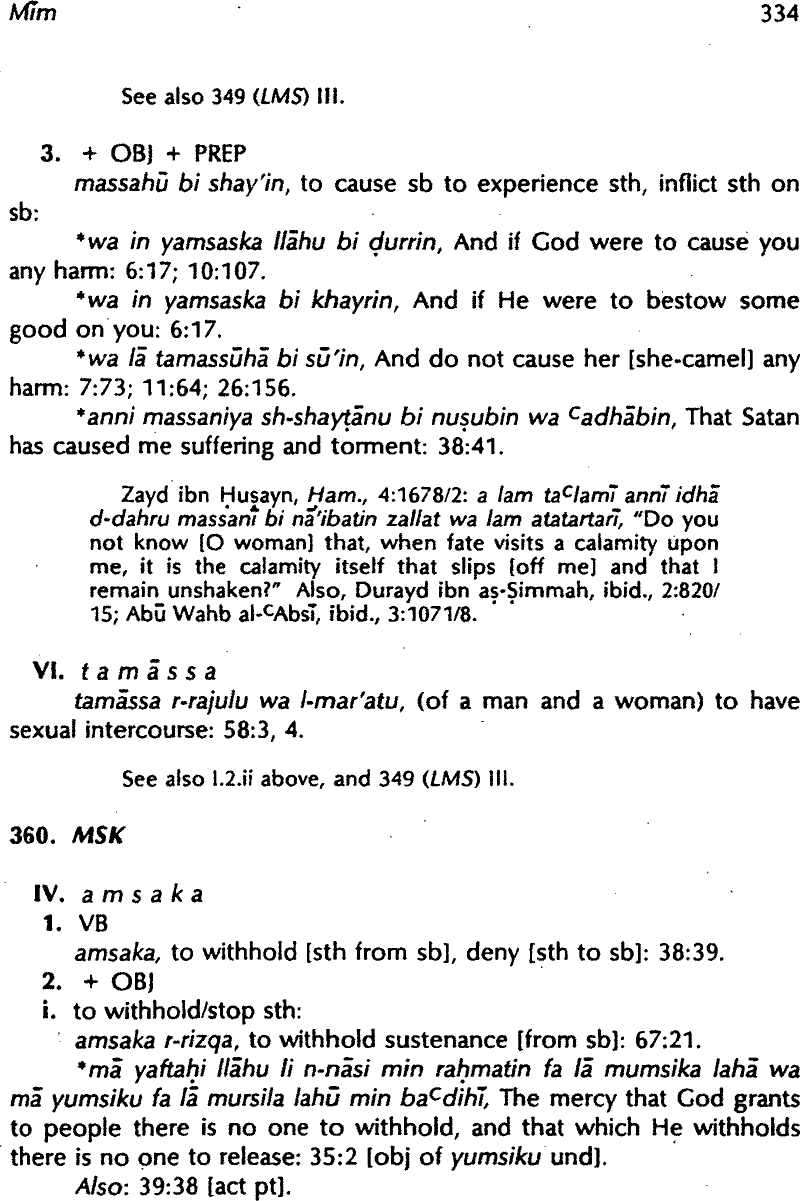 Mīm 334
See also 349 (LMS) III.
3. + OBJ + PREP
massahū bi shay'in, to cause sb to experience sth, inflict sth on
sb:
*wa in yamsaska llāhu bi ḍurrin, And if God were to cause you
any harm: 6:17; 10:107.
*wa in yamsaska bi khayrin, And if He were to bestow some
good on you: 6:17.
*wa lā tamassūhā bi sū'in, And do not cause her [she-camel] any
harm: 7:73; 11:64; 26:156.
*anni massaniya sh-shayṭānu bi nuṣubin wa ᶜadhābin, That Satan
has caused me suffering and torment: 38:41.
Zayd ibn Ḥuṣayn, Ḥam., 4:1678/2: a lam taᶜlamī annī idhā
d-dahru massanī bi nā'ibatin zallat wa lam atatartarī, "Do you
not know [O woman] that, when fate visits a calamity upon
me, it is the calamity itself that slips [off me] and that I
remain unshaken?" Also, Durayd ibn aṣ-Ṣimmah, ibid., 2:820/
15; Abū Wahb al-ᶜAbsī, ibid., 3:1071/8.
VI. t a m ā s s a
tamāssa r-rajulu wa l-mar'atu, (of a man and a woman) to have
sexual intercourse: 58:3, 4.
See also I.2.ii above, and 349 (LMS) III.
360. MSK
IV. a m s a k a
1. VB
amsaka, to withhold [sth from sb], deny [sth to sb]: 38:39.
2. + OBJ
i. to withhold/stop sth:
amsaka r-rizqa, to withhold sustenance [from sb]: 67:21.
*mā yaftaḥi llāhu li n-nāsi min raḥmatin fa lā mumsika lahā wa
mā yumsiku fa lā mursila lahū min baᶜdihī, The mercy that God grants
to people there is no one to withhold, and that which He withholds
there is no one to release: 35:2 [obj of yumsiku und].
Also: 39:38 [act pt].